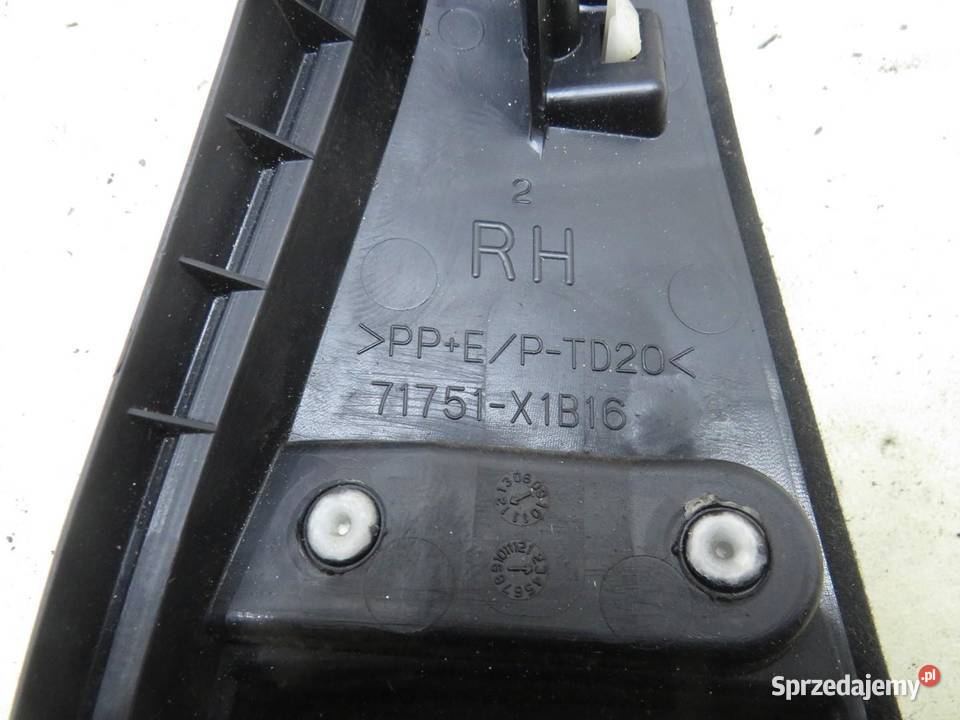 2
RH
>PP+E/P-TD20<
71751-X1B16
Sprzedajemy.pl